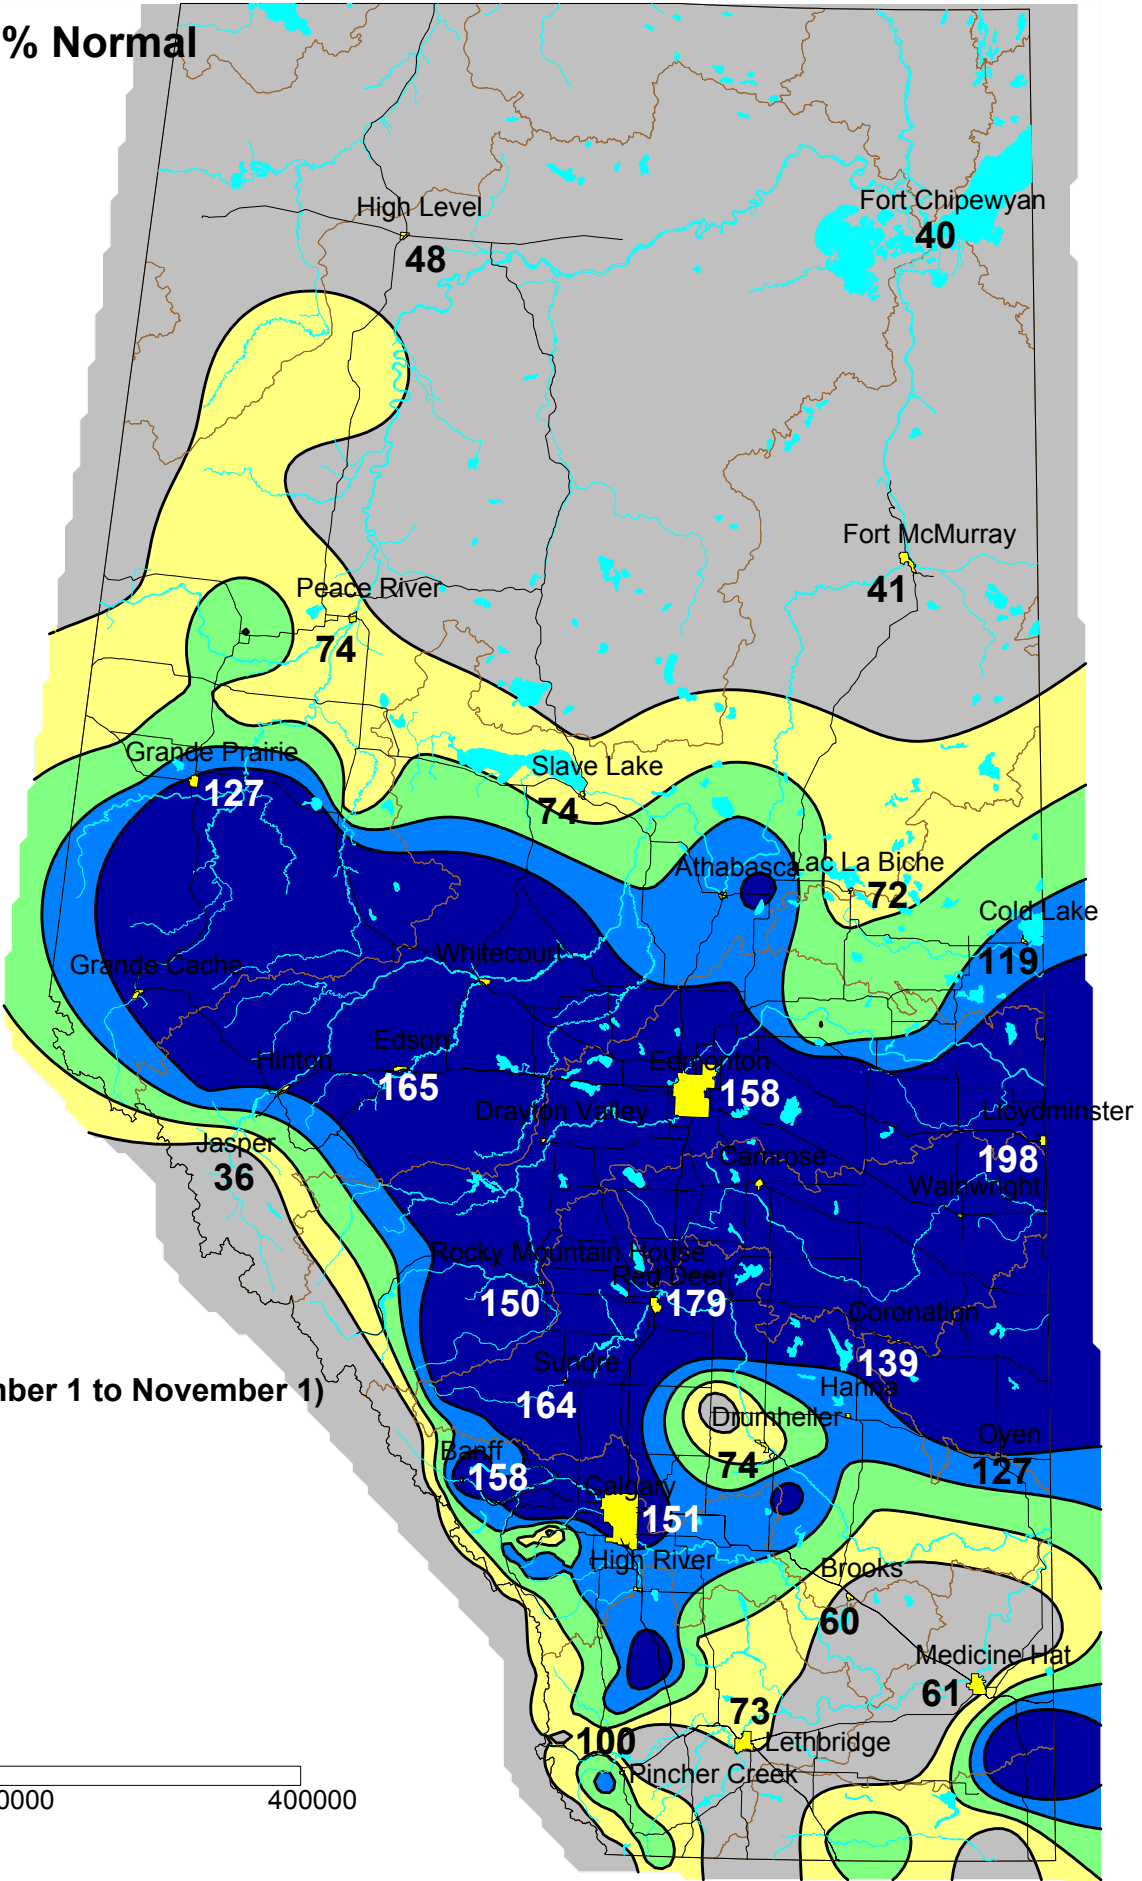 % Normal
High Level
48
Fort Chipewyan
40
Fort McMurray
41
Peace River
74
Grande Prairie
127
Slave Lake
74
Athabasca
Lac La Biche
72
Cold Lake
119
Whitecourt
Grande Cache
Edson
165
Hinton
Edmonton
158
Drayton Valley
Lloydminster
198
Jasper
36
Camrose
Wainwright
Rocky Mountain House
150
Red Deer
179
Coronation
139
Sundre
164
mber 1 to November 1)
Hanna
Drumheller
74
Oyen
127
Banff
158
Calgary
151
High River
Brooks
60
Medicine Hat
61
73
Lethbridge
100
Pincher Creek
0000
400000